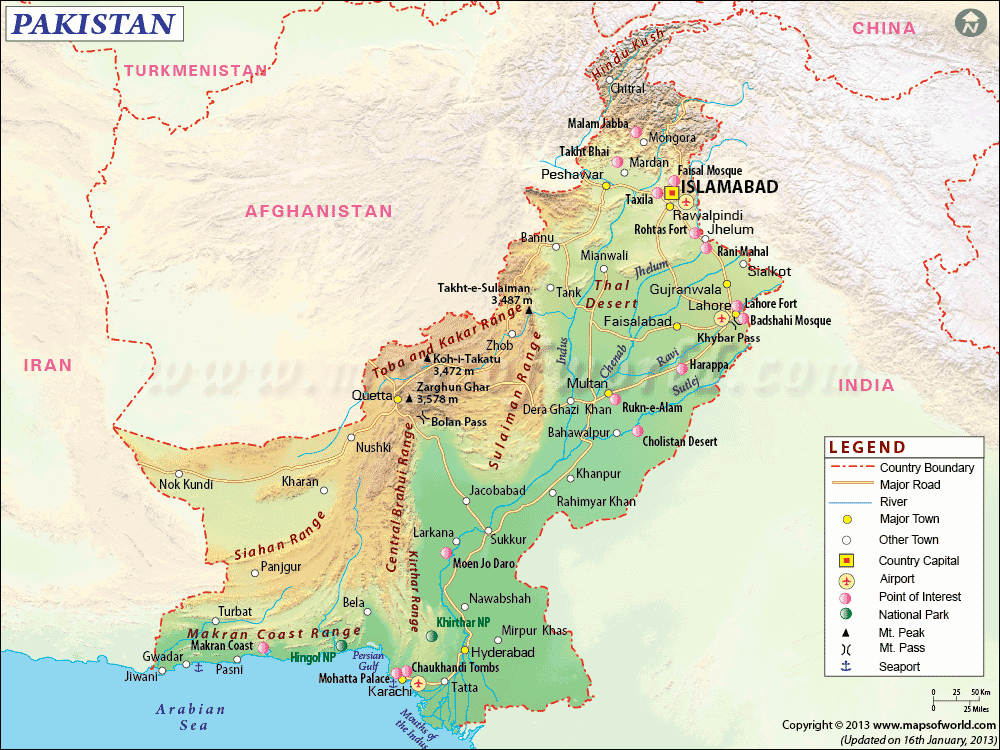 PAKISTAN
N
CHINA
TURKMENISTAN
Hindu Kush
Chitral
Malam Jabba
Mongora
Takht Bhai
Mardan
Faisal Mosque
Peshawar
ISLAMABAD
Taxila
AFGHANISTAN
Rawalpindi
Rohtas Fort
Jhelum
Bannu
Rani Mahal
Mianwali
Jhelum
Sialkot
Takht-e-Sulaiman
3,487 m
Tank
Thal
Desert
Gujranwala
Lahore
Lahore Fort
Badshahi Mosque
Faisalabad
Khybar Pass
Toba and Kakar Range
Zhob
Indus
Chenab
Ravi
IRAN
Koh-i-Takatu
3,472 m
Harappa
www.mapsofworld.com
Zarghun Ghar
3,578 m
Multan
Sutlej
INDIA
Quetta
Dera Ghazi Khan
Rukn-e-Alam
Bolan Pass
Sulaiman Range
Bahawalpur
Cholistan Desert
Nushki
Central Brahui Range
Nok Kundi
Kharan
Khanpur
Jacobabad
Rahimyar Khan
Siahan Range
Larkana
Sukkur
Moen Jo Daro
Kirthar Range
Panjgur
Bela
Nawabshah
Turbat
Khirthar NP
Makran Coast Range
Mirpur Khas
Makran Coast
Hingol NP
Hyderabad
Gwadar
Persian
Gulf
Jiwani
Pasni
Chaukhandi Tombs
Mohatta Palace
Karachi
Tatta
Arabian
Sea
Mouths of
the Indus
LEGEND
Country Boundary
Major Road
River
Major Town
Other Town
Country Capital
Airport
Point of Interest
National Park
Mt. Peak
Mt. Pass
Seaport
0 25 50 Km
0 25 Miles
Copyright © 2013 www.mapsofworld.com
(Updated on 16th January, 2013)